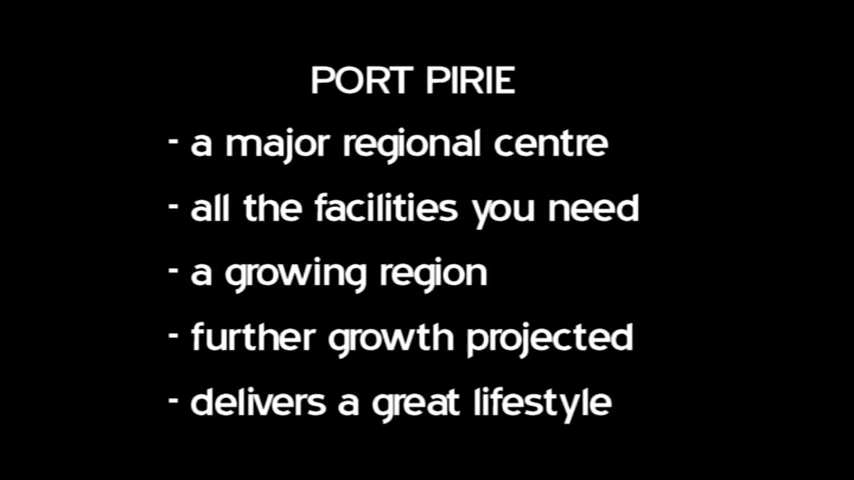 PORT PIRIE
- a major regional centre
- all the facilities you need
- a growing region
- further growth projected
- delivers a great lifestyle